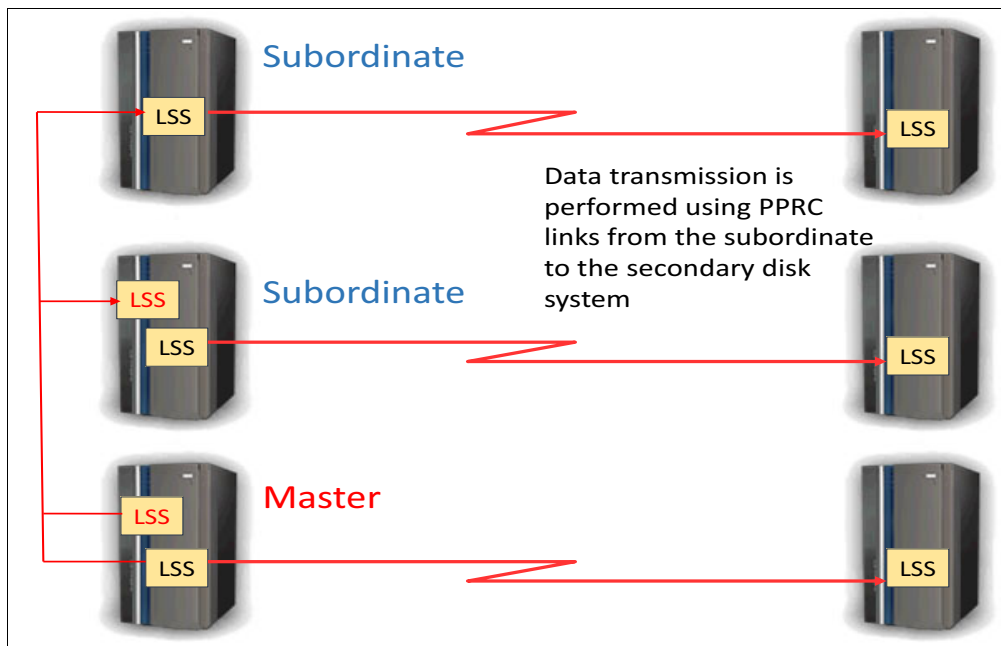 Subordinate
LSS
LSS
Data transmission is
performed using PPRC
links from the subordinate
to the secondary disk
system
Subordinate
LSS
LSS
LSS
Master
LSS
LSS
LSS